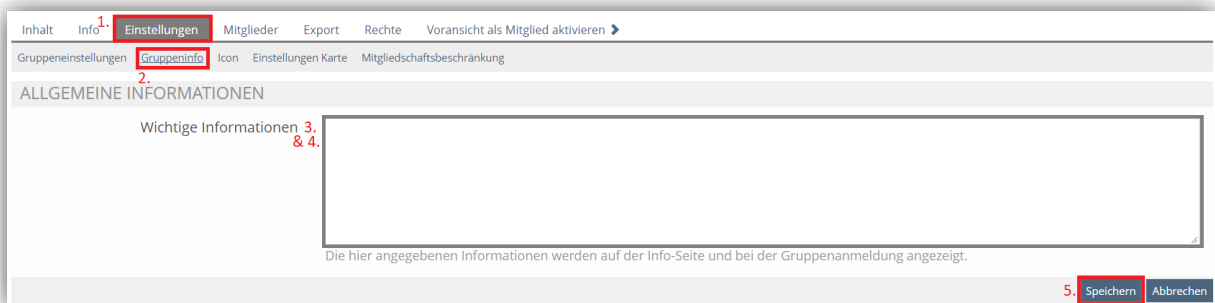 Inhalt Info 1. Einstellungen Mitglieder Export Rechte Voransicht als Mitglied aktivieren
Gruppeneinstellungen Gruppeninfo Icon Einstellungen Karte Mitgliedschaftsbeschränkung
2.
ALLGEMEINE INFORMATIONEN
Wichtige Informationen 3.
& 4.
Die hier angegebenen Informationen werden auf der Info-Seite und bei der Gruppenanmeldung angezeigt.
5. Speichern Abbrechen